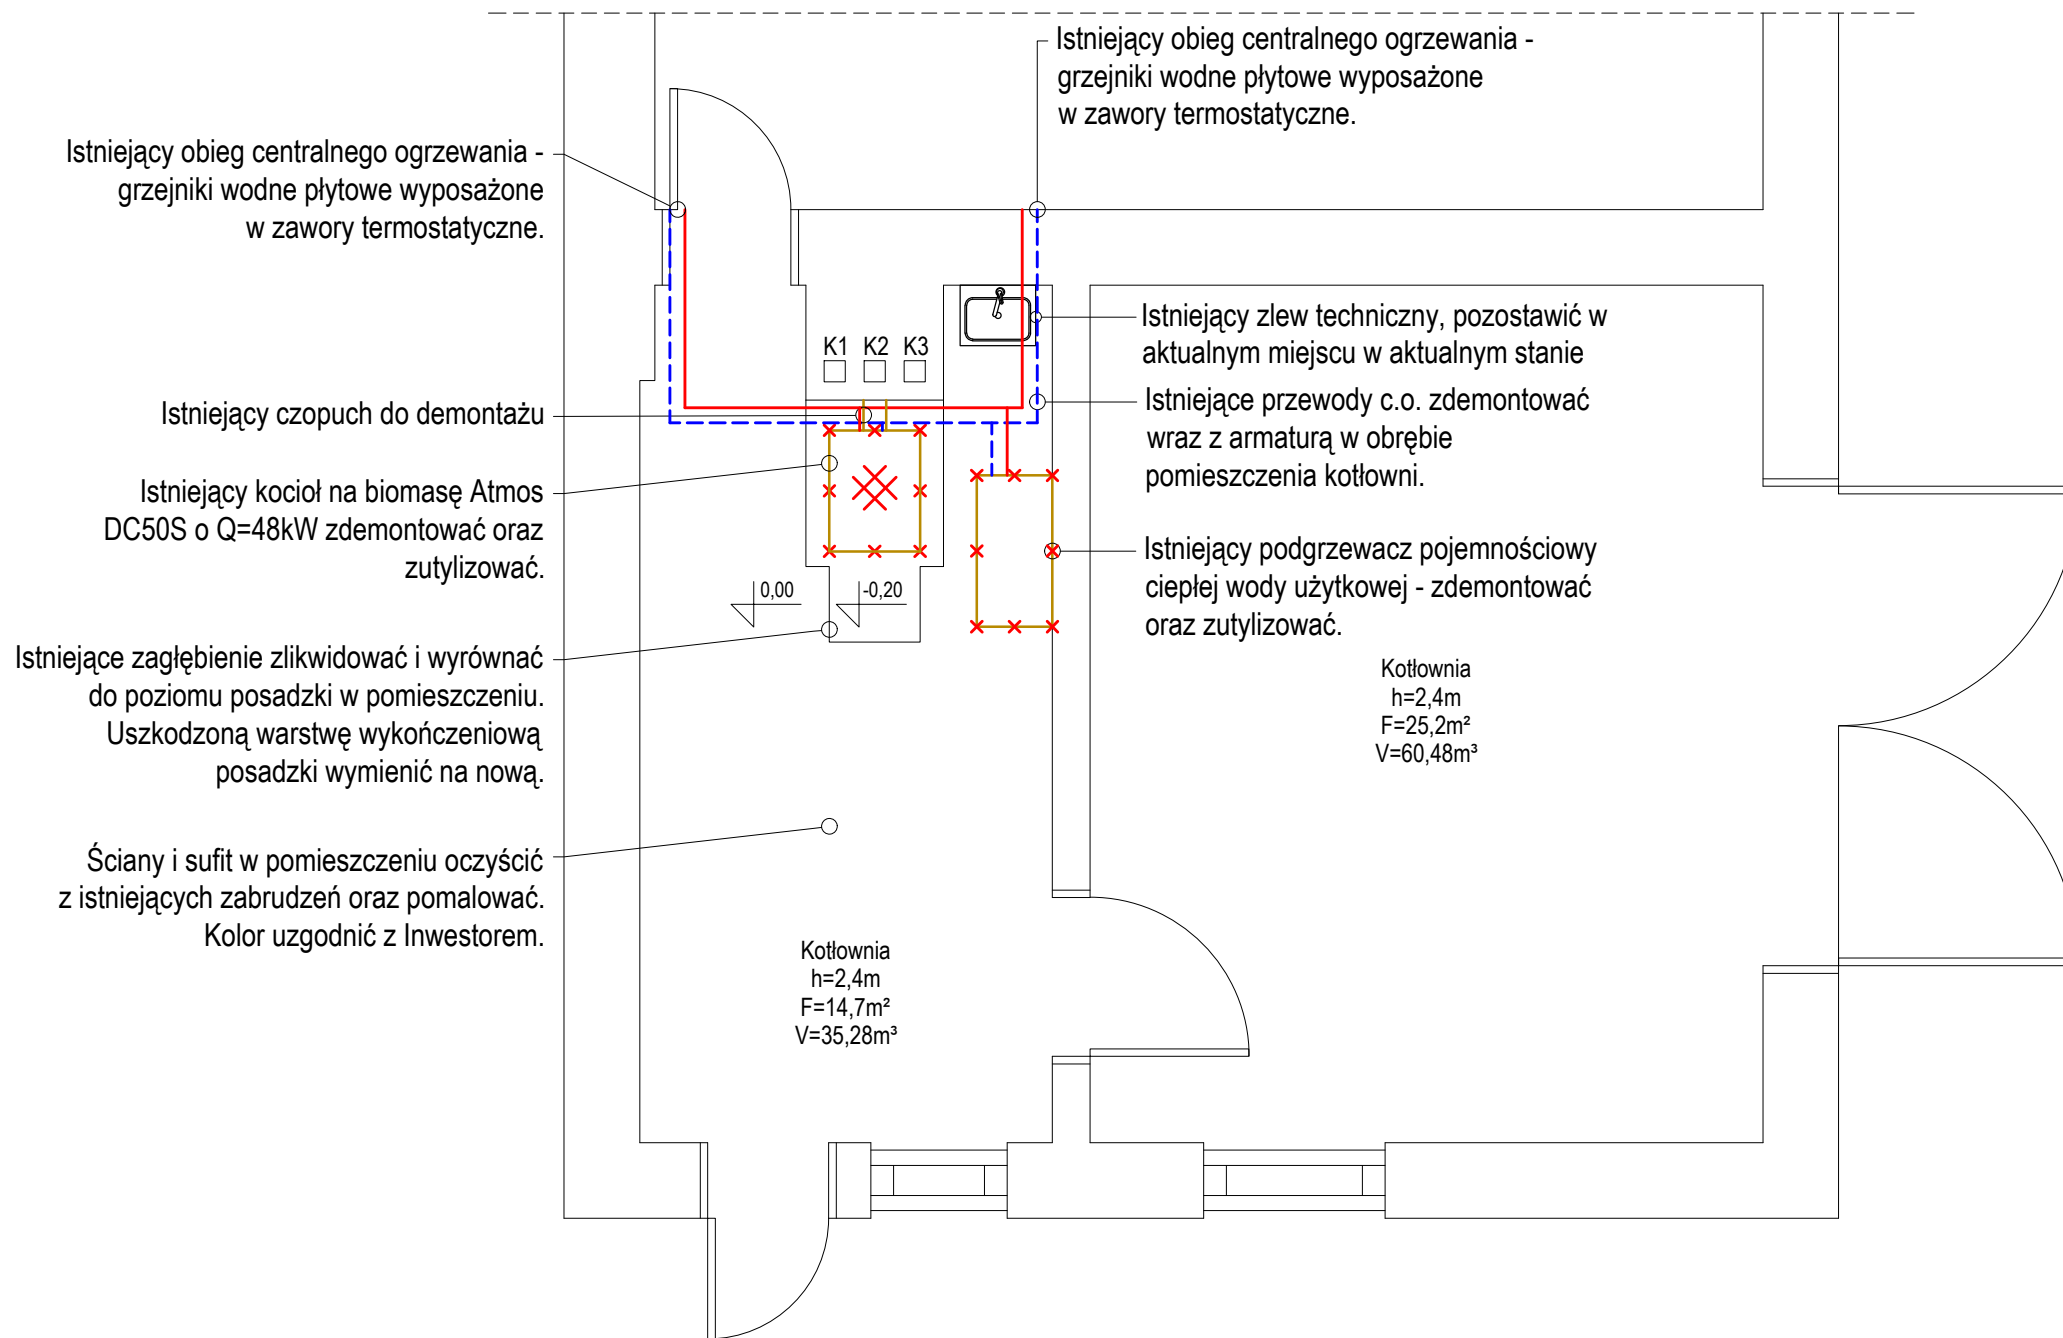 Istniejący obieg centralnego ogrzewania -
grzejniki wodne płytowe wyposażone
w zawory termostatyczne.
Istniejący obieg centralnego ogrzewania -
grzejniki wodne płytowe wyposażone
w zawory termostatyczne.
Istniejący zlew techniczny, pozostawić w
aktualnym miejscu w aktualnym stanie
K1 K2 K3
Istniejący czopuch do demontażu
Istniejące przewody c.o. zdemontować
wraz z armaturą w obrębie
pomieszczenia kotłowni.
Istniejący kocioł na biomasę Atmos
DC50S o Q=48kW zdemontować oraz
zutylizować.
Istniejący podgrzewacz pojemnościowy
ciepłej wody użytkowej - zdemontować
oraz zutylizować.
0,00
-0,20
Istniejące zagłębienie zlikwidować i wyrównać
do poziomu posadzki w pomieszczeniu.
Uszkodzoną warstwę wykończeniową
posadzki wymienić na nową.
Kotłownia
h=2,4m
F=25,2m²
V=60,48m³
Ściany i sufit w pomieszczeniu oczyścić
z istniejących zabrudzeń oraz pomalować.
Kolor uzgodnić z Inwestorem.
Kotłownia
h=2,4m
F=14,7m²
V=35,28m³